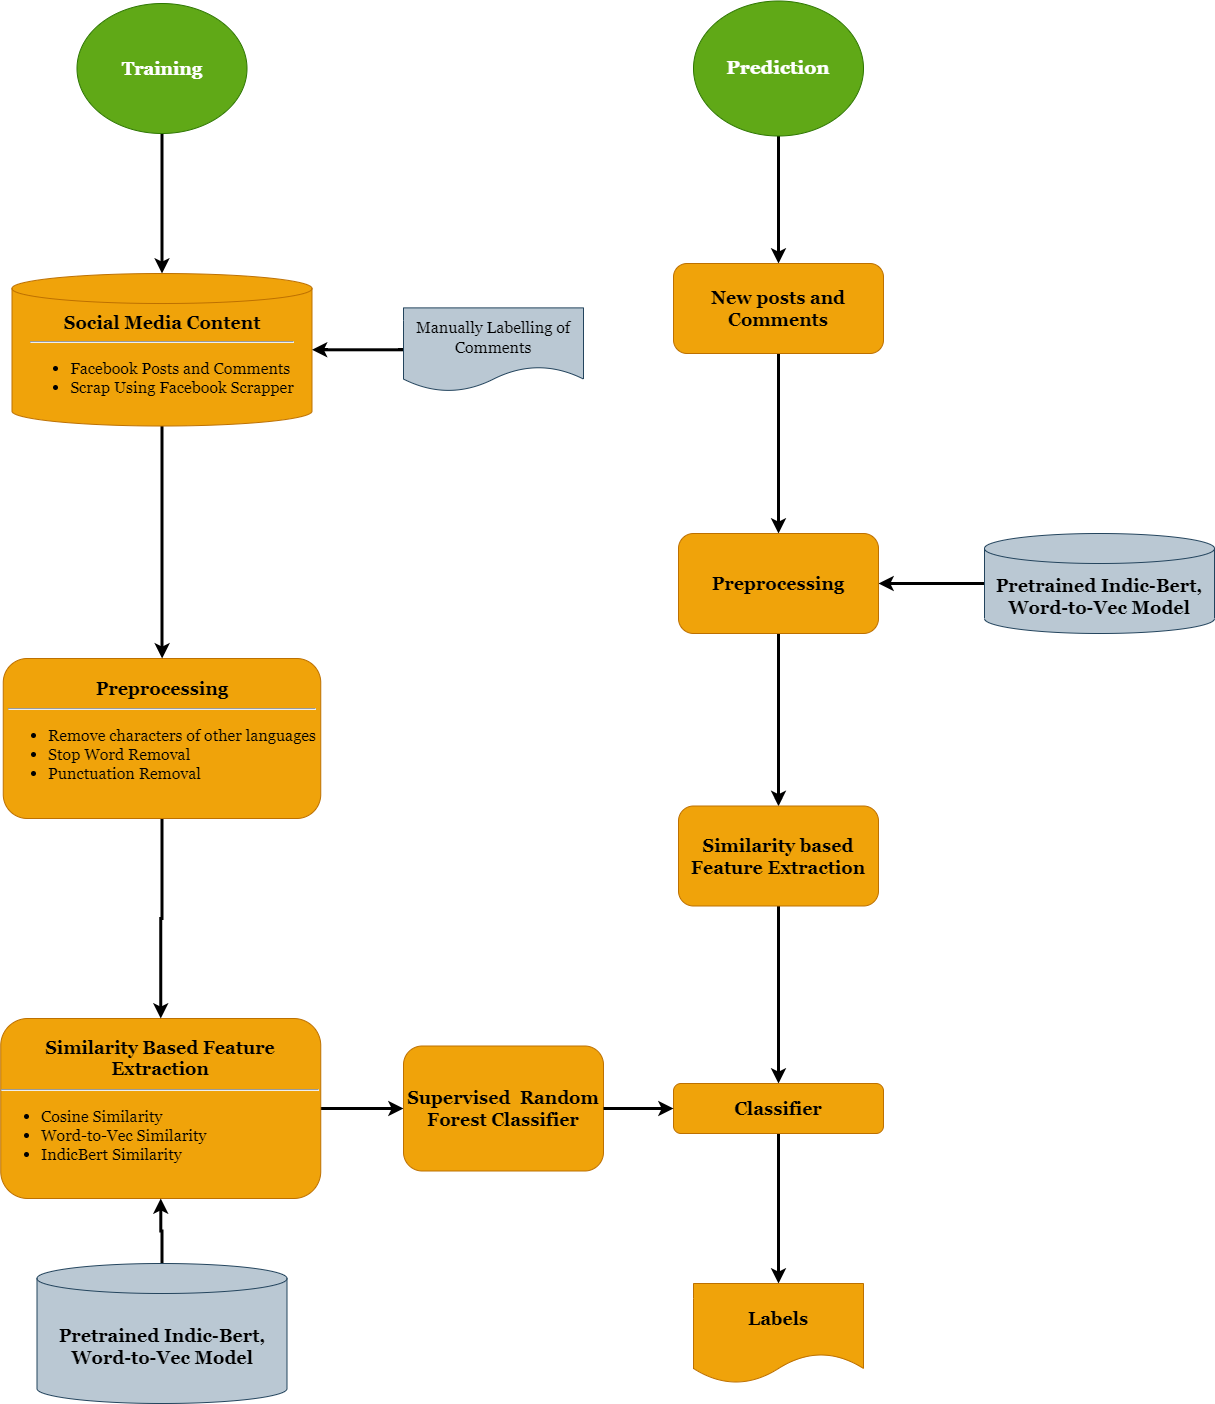 Training
Prediction
Social Media Content
Facebook Posts and Comments
Scrap Using Facebook Scrapper
Manually Labelling of
Comments
New posts and
Comments
Preprocessing
Remove characters of other languages
Stop Word Removal
Punctuation Removal
Preprocessing
Pretrained Indic-Bert,
Word-to-Vec Model
Similarity based
Feature Extraction
Similarity Based Feature
Extraction
Cosine Similarity
Word-to-Vec Similarity
IndicBert Similarity
Supervised Random
Forest Classifier
Classifier
Pretrained Indic-Bert,
Word-to-Vec Model
Labels